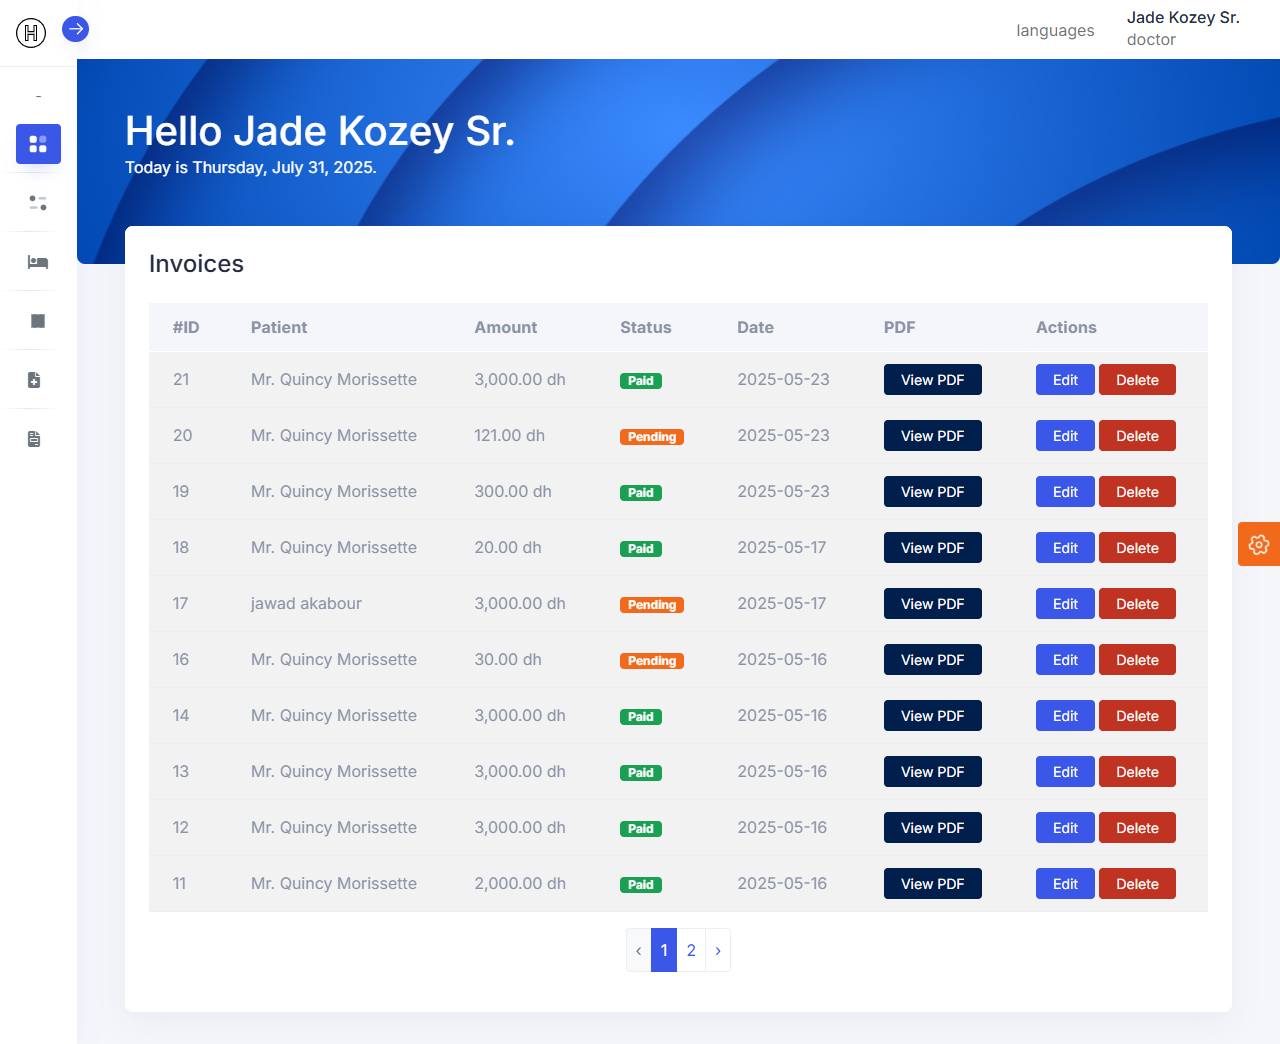 H
languages
Jade Kozey Sr.
doctor
-
Hello Jade Kozey Sr.
Today is Thursday, July 31, 2025.
Invoices
#ID Patient Amount Status Date PDF Actions
21 Mr. Quincy Morissette 3,000.00 dh Paid 2025-05-23 View PDF Edit Delete
20 Mr. Quincy Morissette 121.00 dh Pending 2025-05-23 View PDF Edit Delete
19 Mr. Quincy Morissette 300.00 dh Paid 2025-05-23 View PDF Edit Delete
18 Mr. Quincy Morissette 20.00 dh Paid 2025-05-17 View PDF Edit Delete
17 jawad akabour 3,000.00 dh Pending 2025-05-17 View PDF Edit Delete
16 Mr. Quincy Morissette 30.00 dh Pending 2025-05-16 View PDF Edit Delete
14 Mr. Quincy Morissette 3,000.00 dh Paid 2025-05-16 View PDF Edit Delete
13 Mr. Quincy Morissette 3,000.00 dh Paid 2025-05-16 View PDF Edit Delete
12 Mr. Quincy Morissette 3,000.00 dh Paid 2025-05-16 View PDF Edit Delete
11 Mr. Quincy Morissette 2,000.00 dh Paid 2025-05-16 View PDF Edit Delete
‹ 1 2 ›